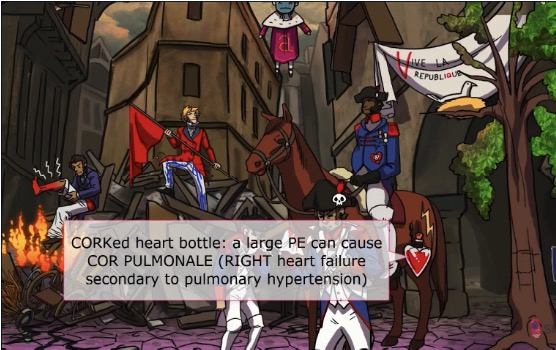 VIVE LA
REPUBLIQUE
CORKed heart bottle: a large PE can cause
COR PULMONALE (RIGHT heart failure
secondary to pulmonary hypertension)